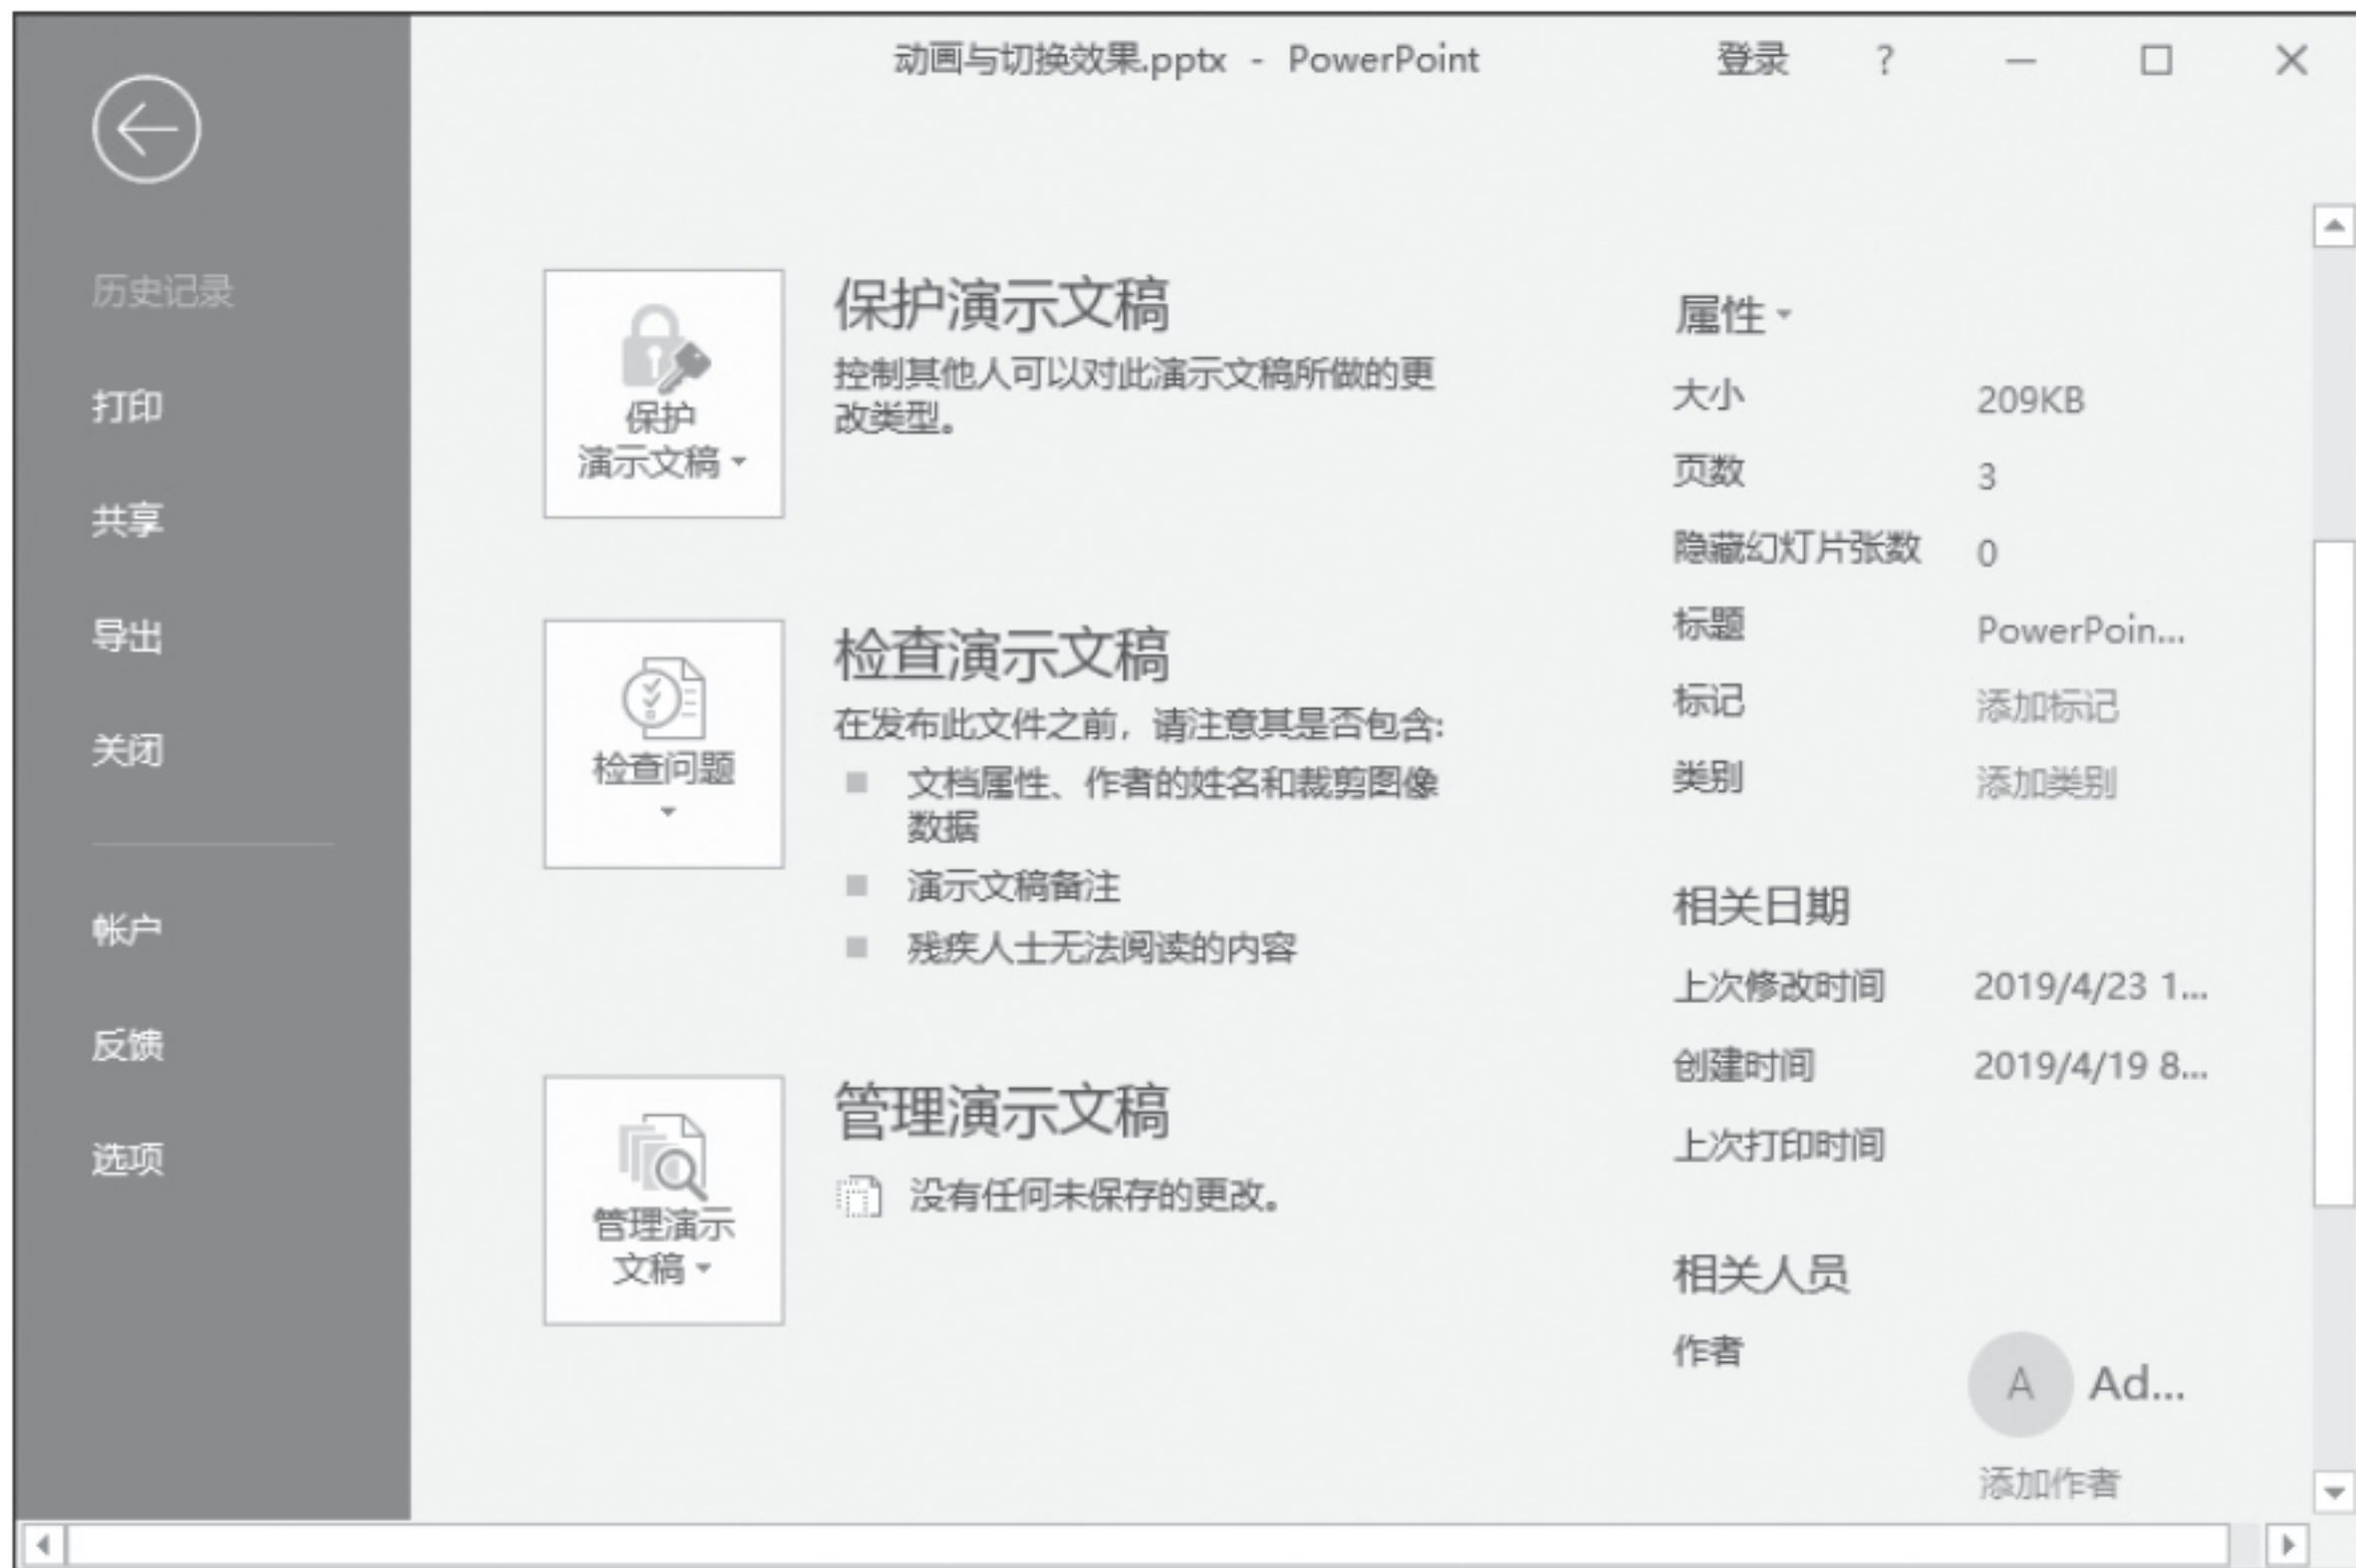 动画与切换效果.pptx - PowerPoint
登录 ?
历史记录
打印
共享
导出
关闭
帐户
反馈
选项
保护
演示文稿
保护演示文稿
控制其他人可以对此演示文稿所做的更
改类型。
检查问题
检查演示文稿
在发布此文件之前，请注意其是否包含:
文档属性、作者的姓名和裁剪图像
数据
演示文稿备注
残疾人士无法阅读的内容
管理演示
文稿
管理演示文稿
没有任何未保存的更改。
属性
大小 209KB
页数 3
隐藏幻灯片张数 0
标题 PowerPoin...
标记 添加标记
类别 添加类别
相关日期
上次修改时间 2019/4/23 1...
创建时间 2019/4/19 8...
上次打印时间
相关人员
作者
A Ad...
添加作者